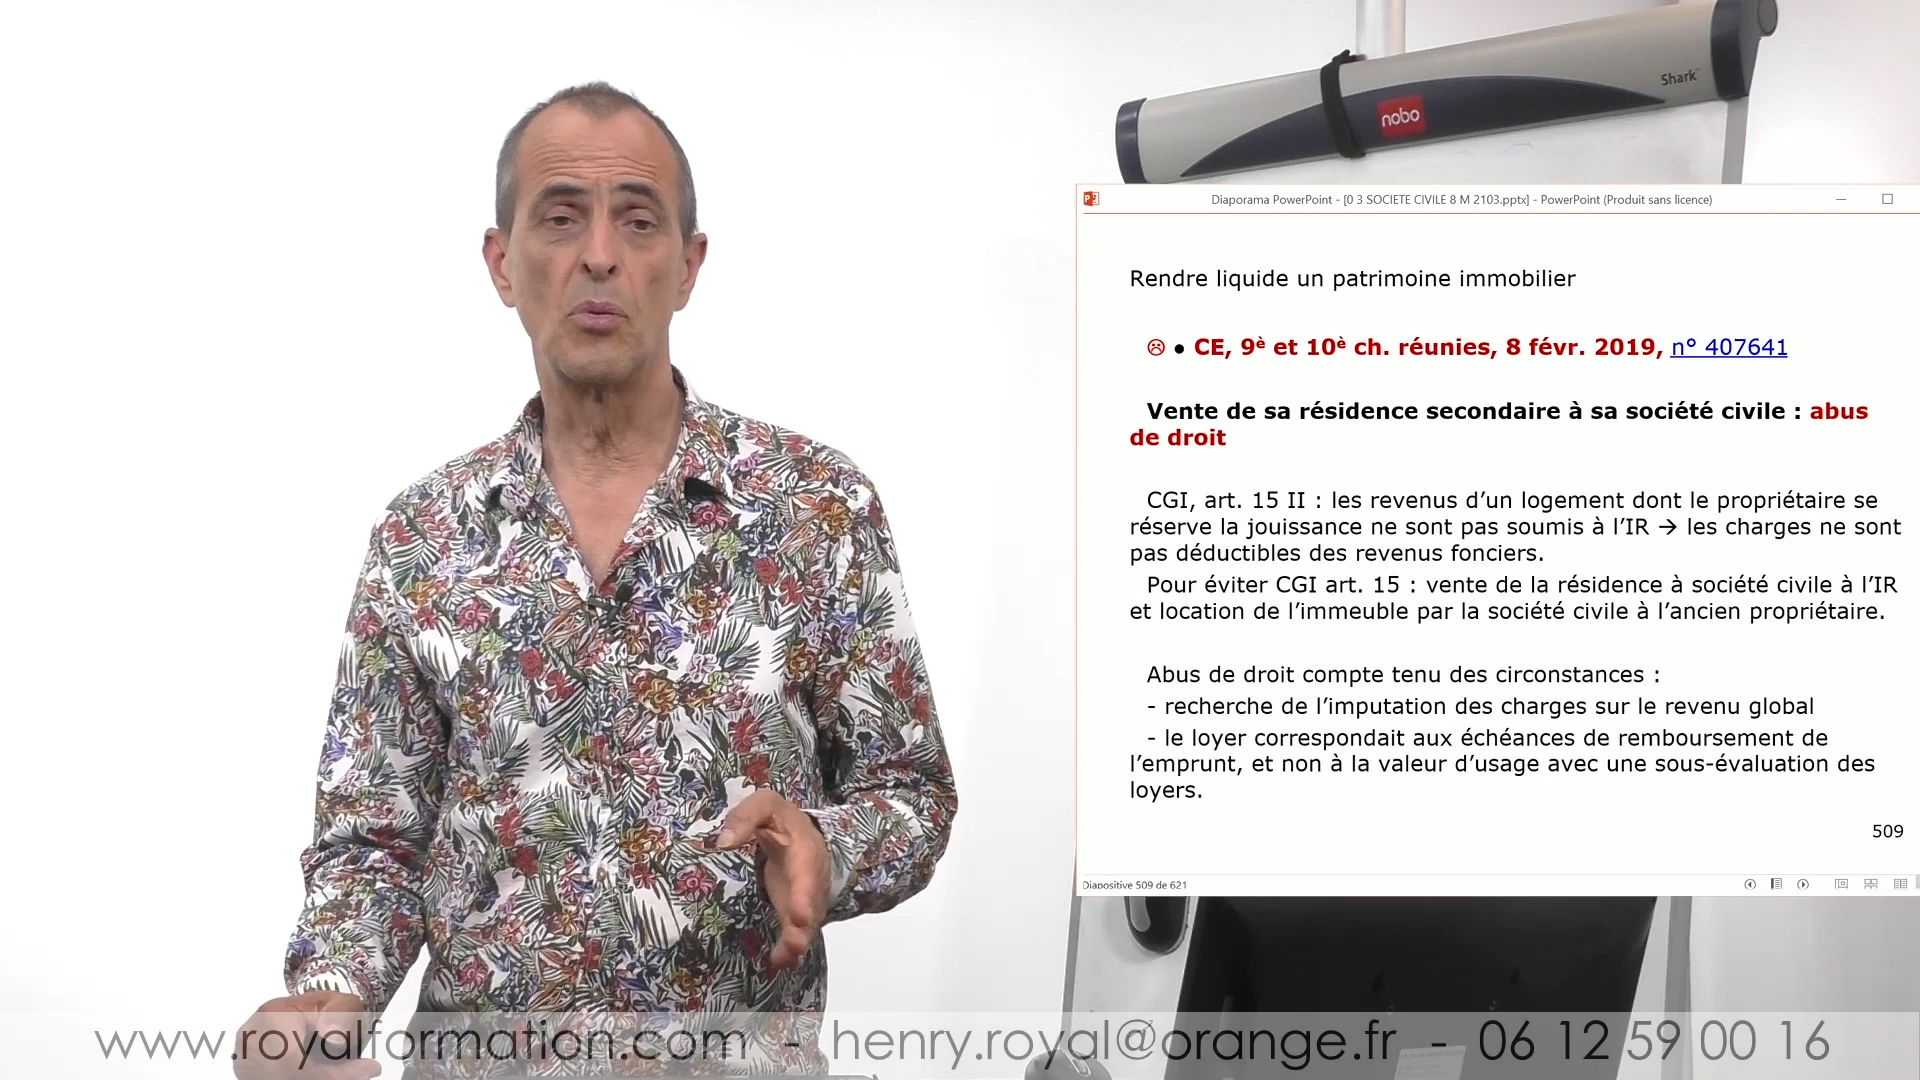 Shark
nobo
Diaporama PowerPoint - [0 3 SOCIETE CIVILE 8 M 2103.pptx] - PowerPoint (Produit sans licence)
Rendre liquide un patrimoine immobilier
☹ ● CE, 9è et 10è ch. réunies, 8 févr. 2019, n° 407641
Vente de sa résidence secondaire à sa société civile : abus
de droit
CGI, art. 15 II : les revenus d’un logement dont le propriétaire se
réserve la jouissance ne sont pas soumis à l’IR → les charges ne sont
pas déductibles des revenus fonciers.
Pour éviter CGI art. 15 : vente de la résidence à société civile à l’IR
et location de l’immeuble par la société civile à l’ancien propriétaire.
Abus de droit compte tenu des circonstances :
- recherche de l’imputation des charges sur le revenu global
- le loyer correspondait aux échéances de remboursement de
l’emprunt, et non à la valeur d’usage avec une sous-évaluation des
loyers.
509
Diapositive 509 de 621
www.royalformation.com - henry.royal@orange.fr - 06 12 59 00 16